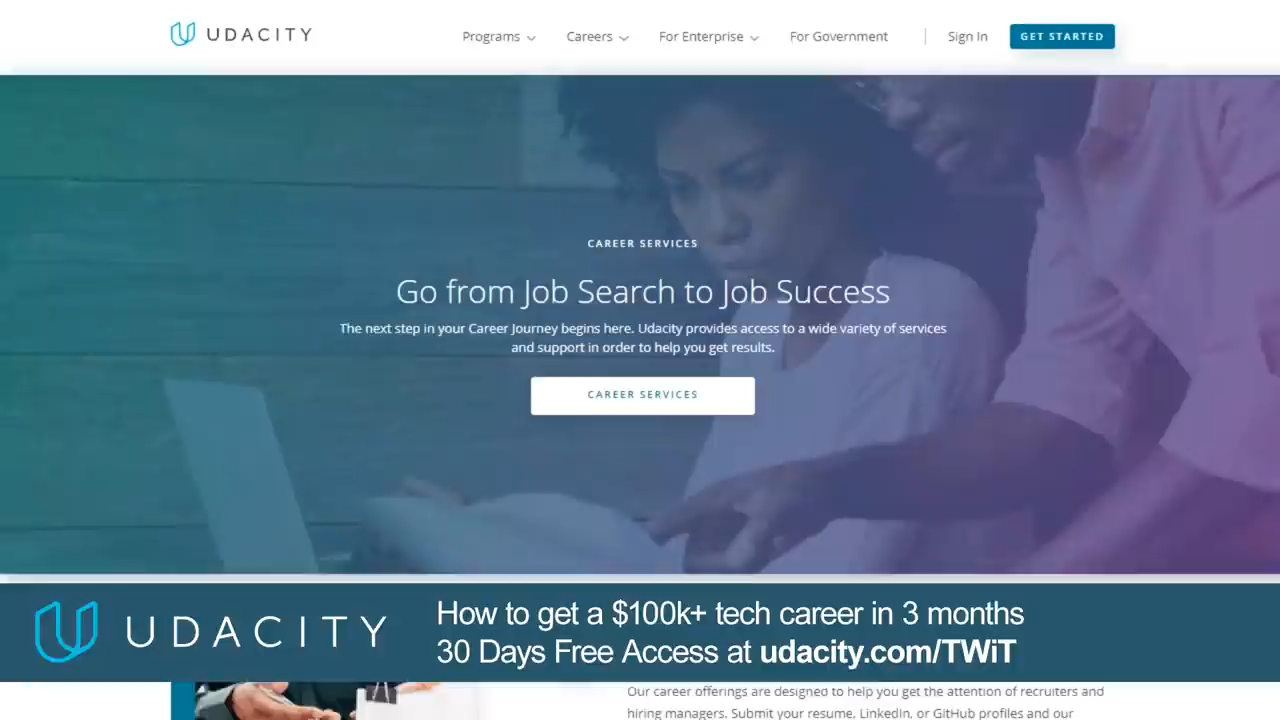 UDACITY
Programs
Careers
For Enterprise
For Government
Sign In
GET STARTED
CAREER SERVICES
Go from Job Search to Job Success
The next step in your Career Journey begins here. Udacity provides access to a wide variety of services
and support in order to help you get results.
CAREER SERVICES
UDACITY
How to get a $100k+ tech career in 3 months
30 Days Free Access at udacity.com/TWiT
Our career offerings are designed to help you get the attention of recruiters and
hiring managers. Submit your resume, LinkedIn, or GitHub profiles and our